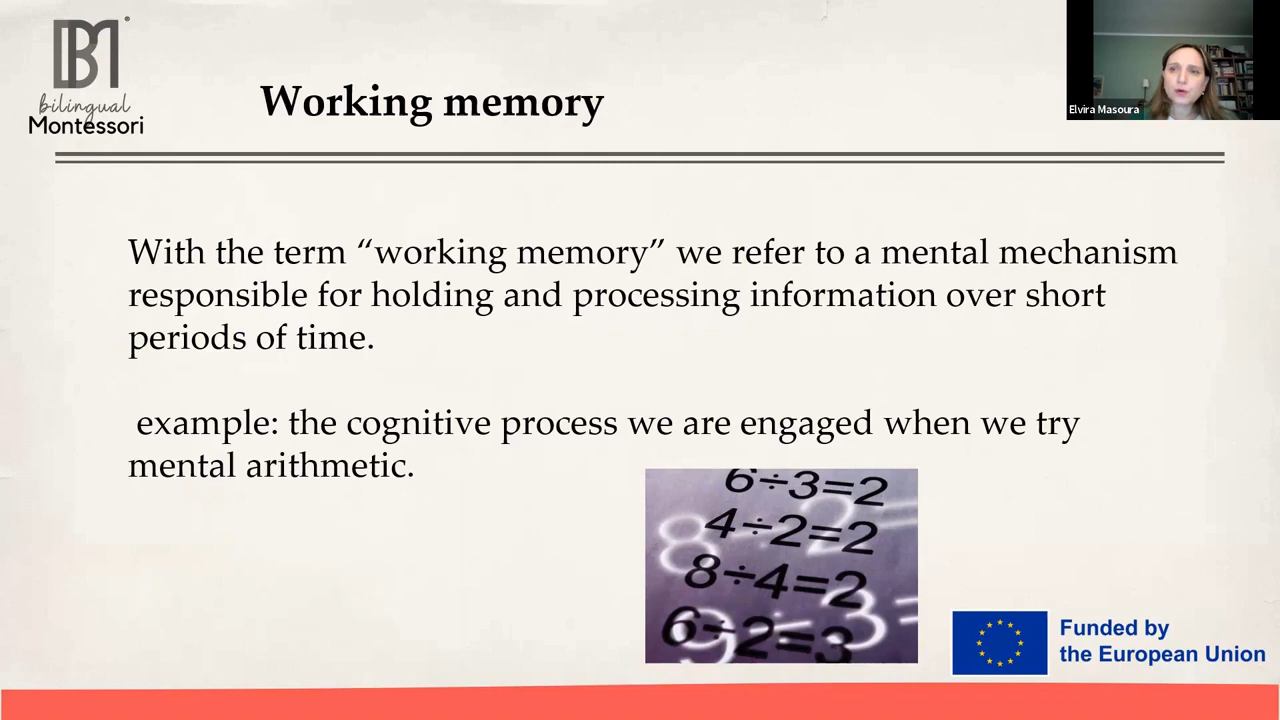 bilingual
Montessori
Working memory
Elvira Masoura
With the term “working memory” we refer to a mental mechanism
responsible for holding and processing information over short
periods of time.
example: the cognitive process we are engaged when we try
mental arithmetic.
6÷3=2
4÷2=2
8÷4=2
6÷2=3
Funded by
the European Union